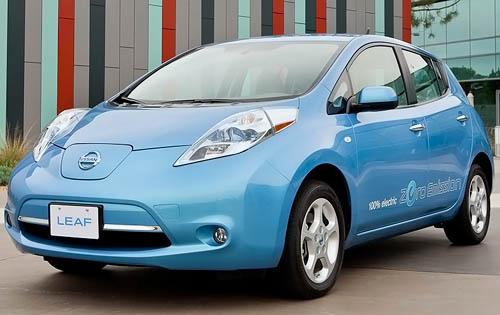 NISSAN
LEAF
100% electric Zero Emission